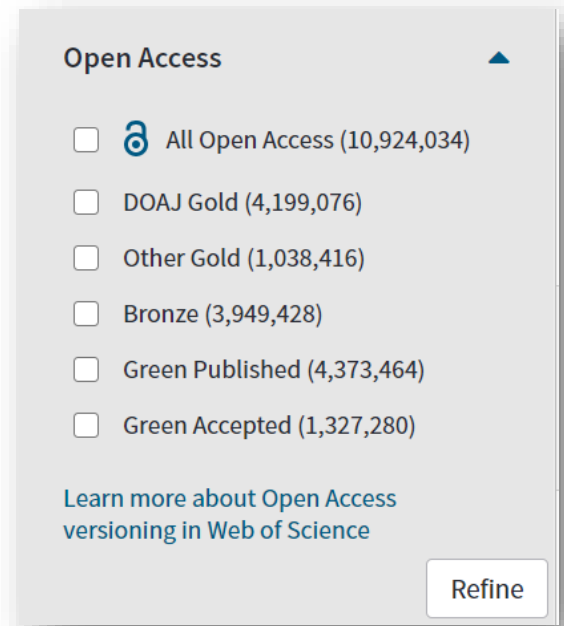 Open Access
All Open Access (10,924,034)
DOAJ Gold (4,199,076)
Other Gold (1,038,416)
Bronze (3,949,428)
Green Published (4,373,464)
Green Accepted (1,327,280)
Learn more about Open Access
versioning in Web of Science
Refine